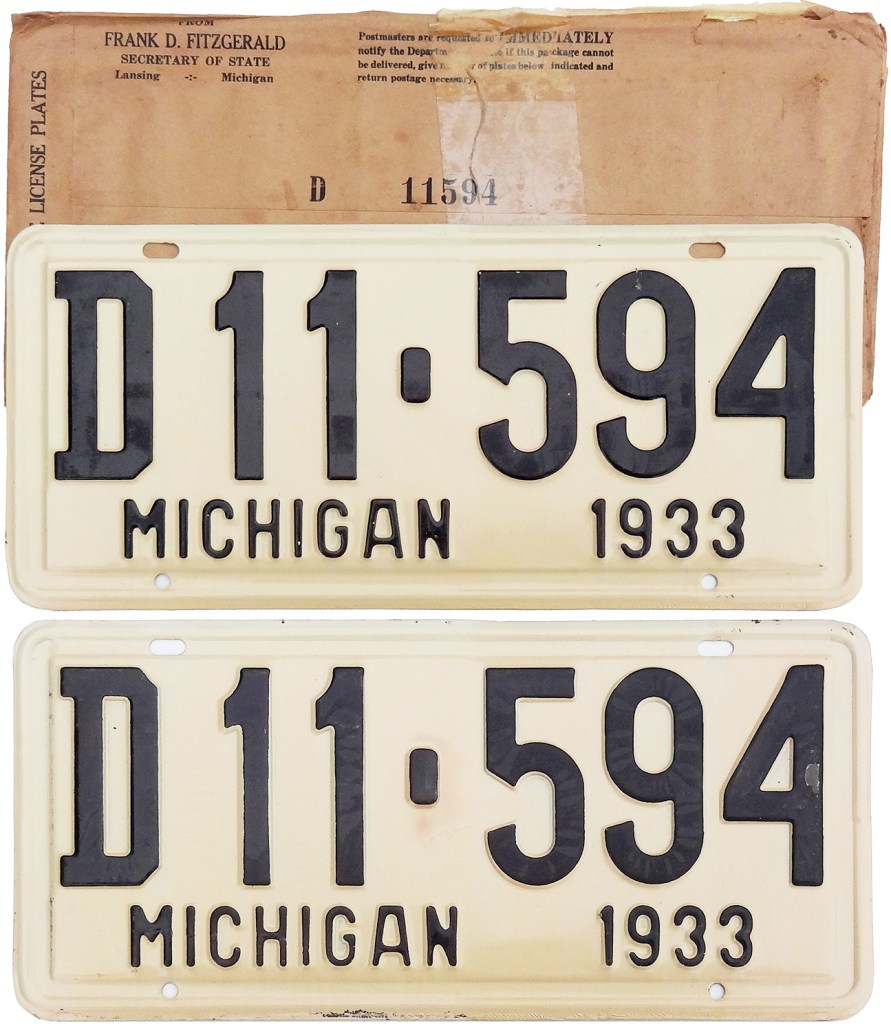 FROM
FRANK D. FITZGERALD
SECRETARY OF STATE
Lansing -:- Michigan
Postmasters are requested to IMMEDIATELY
notify the if this package cannot
be delivered, of plates below indicated and
return postage necessary.
LICENSE PLATES
D 11594
D 11·594
MICHIGAN 1933
D 11·594
MICHIGAN 1933